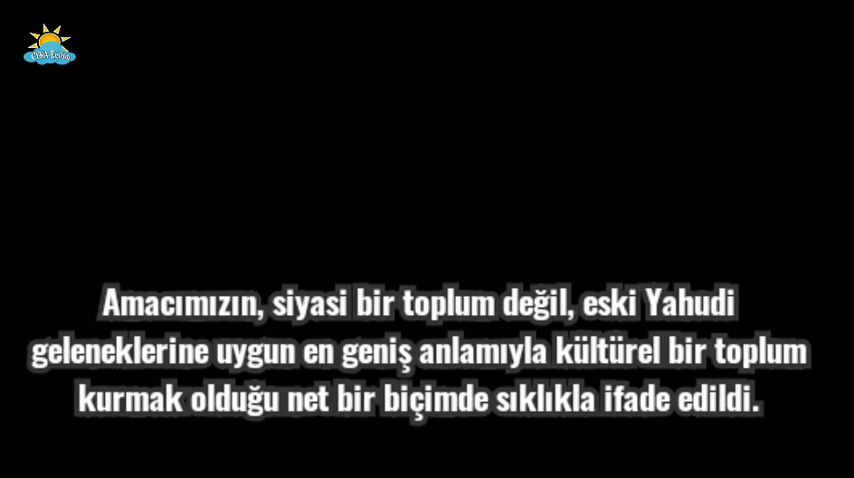 Amacımızın, siyasi bir toplum değil, eski Yahudi
geleneklerine uygun en geniş anlamıyla kültürel bir toplum
kurmak olduğu net bir biçimde sıklıkla ifade edildi.